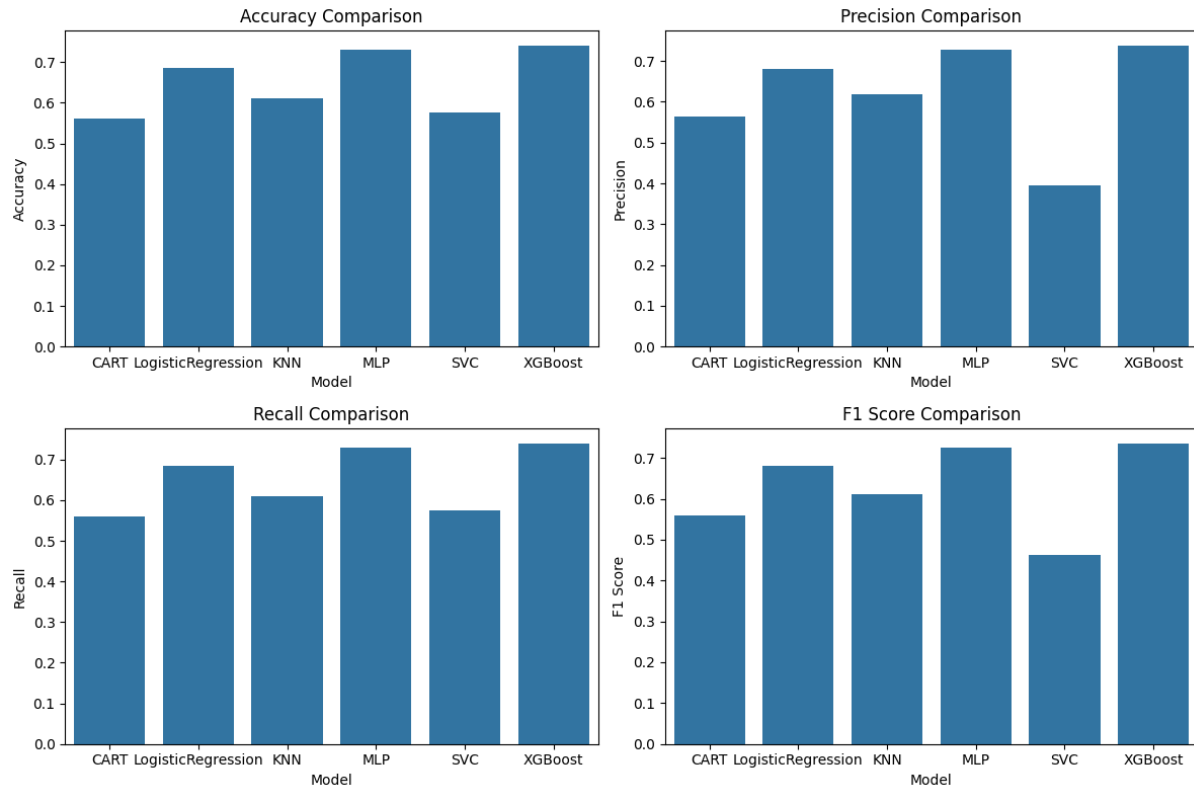 Accuracy Comparison
0.7
0.6
0.5
0.4
0.3
0.2
0.1
0.0
Accuracy
CART LogisticRegression KNN MLP SVC XGBoost
Model
Precision Comparison
0.7
0.6
0.5
0.4
0.3
0.2
0.1
0.0
Precision
CART LogisticRegression KNN MLP SVC XGBoost
Model
Recall Comparison
0.7
0.6
0.5
0.4
0.3
0.2
0.1
0.0
Recall
CART LogisticRegression KNN MLP SVC XGBoost
Model
F1 Score Comparison
0.7
0.6
0.5
0.4
0.3
0.2
0.1
0.0
F1 Score
CART LogisticRegression KNN MLP SVC XGBoost
Model